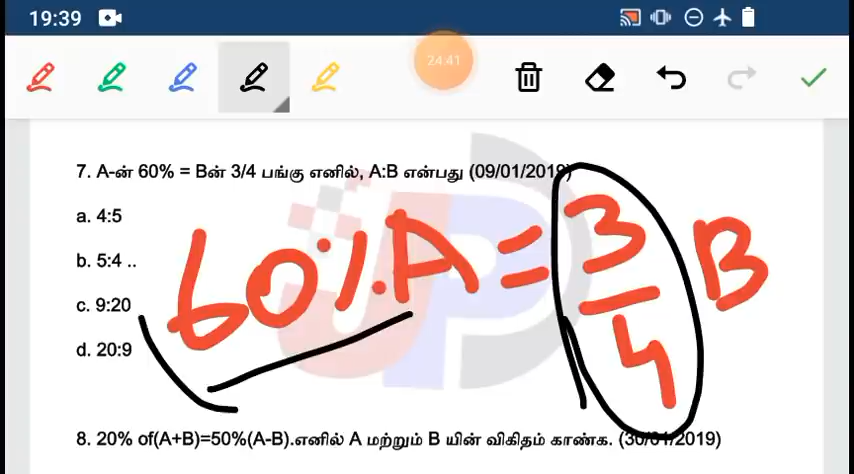 19:39
24:41
7. A-ன் 60% = Bன் 3/4 பங்கு எனில், A:B என்பது (09/01/2019)
a. 4:5
b. 5:4 ..
c. 9:20
d. 20:9
60%.A = 3/4 B
8. 20% of(A+B)=50%(A-B).எனில் A மற்றும் B யின் விகிதம் காண்க. (30/01/2019)